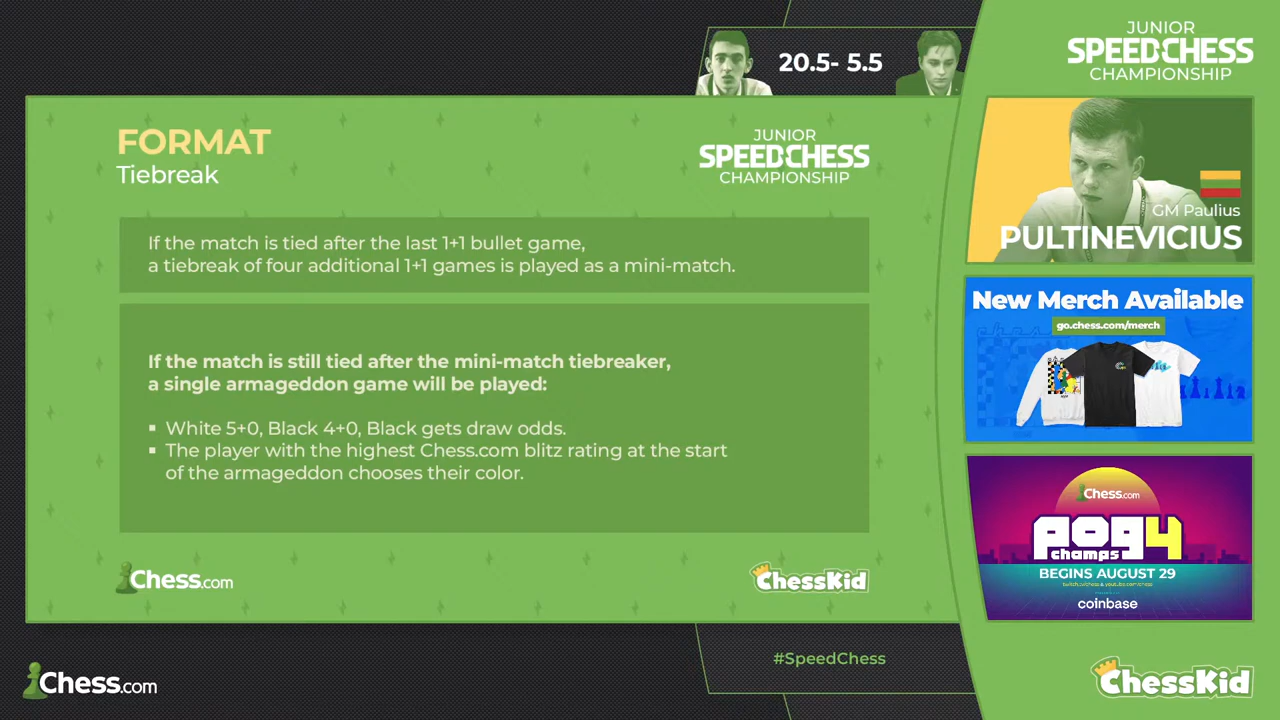 20.5- 5.5
JUNIOR
SPEEDCHESS
CHAMPIONSHIP
FORMAT
Tiebreak
JUNIOR
SPEEDCHESS
CHAMPIONSHIP
If the match is tied after the last 1+1 bullet game,
a tiebreak of four additional 1+1 games is played as a mini-match.
If the match is still tied after the mini-match tiebreaker,
a single armageddon game will be played:
▪ White 5+0, Black 4+0, Black gets draw odds.
▪ The player with the highest Chess.com blitz rating at the start
of the armageddon chooses their color.
Chess.com
ChessKid
GM Paulius
PULTINEVICIUS
New Merch Available
go.chess.com/merch
Chess.com
pog4
champs
BEGINS AUGUST 29
coinbase
#SpeedChess
Chess.com
ChessKid